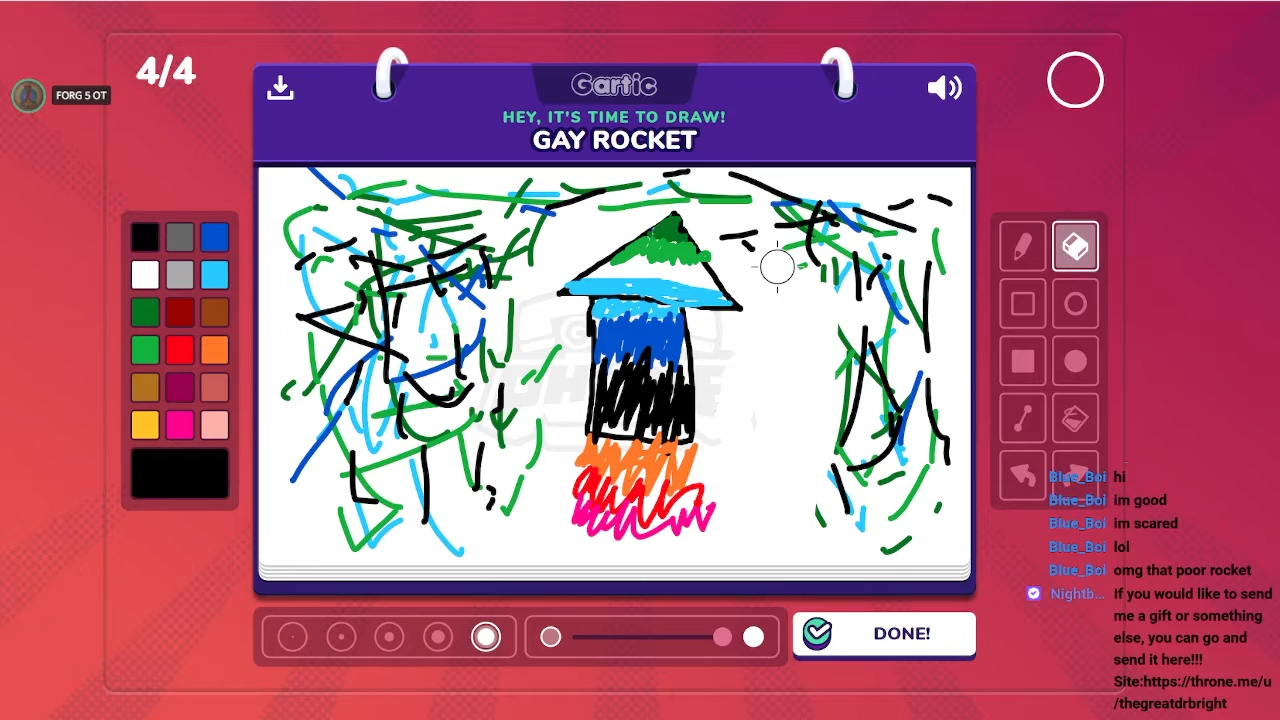 4/4
FORG 5 OT
Gartic
HEY, IT'S TIME TO DRAW!
GAY ROCKET
Blue_Boi hi
Blue_Boi im good
Blue_Boi im scared
Blue_Boi lol
Blue_Boi omg that poor rocket
Nightb... If you would like to send
me a gift or something
else, you can go and
send it here!!!
Site:https://throne.me/u
/thegreatdrbright
DONE!